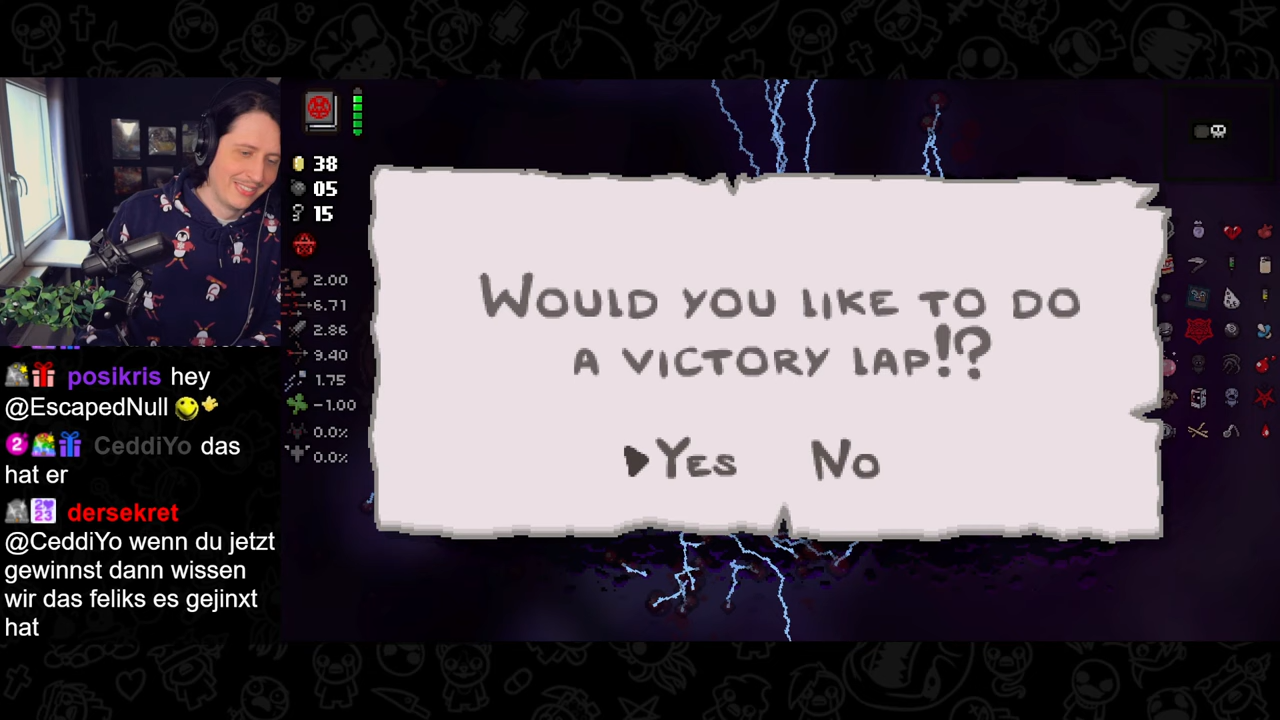 38
05
15
2.00
6.71
2.86
9.40
1.75
-1.00
0.0%
0.0%
WOULD YOU LIKE TO DO
A VICTORY LAP!?
YES NO
posikris hey
@EscapedNull
2 CeddiYo das
hat er
dersekret
@CeddiYo wenn du jetzt
gewinnst dann wissen
wir das feliks es gejinxt
hat